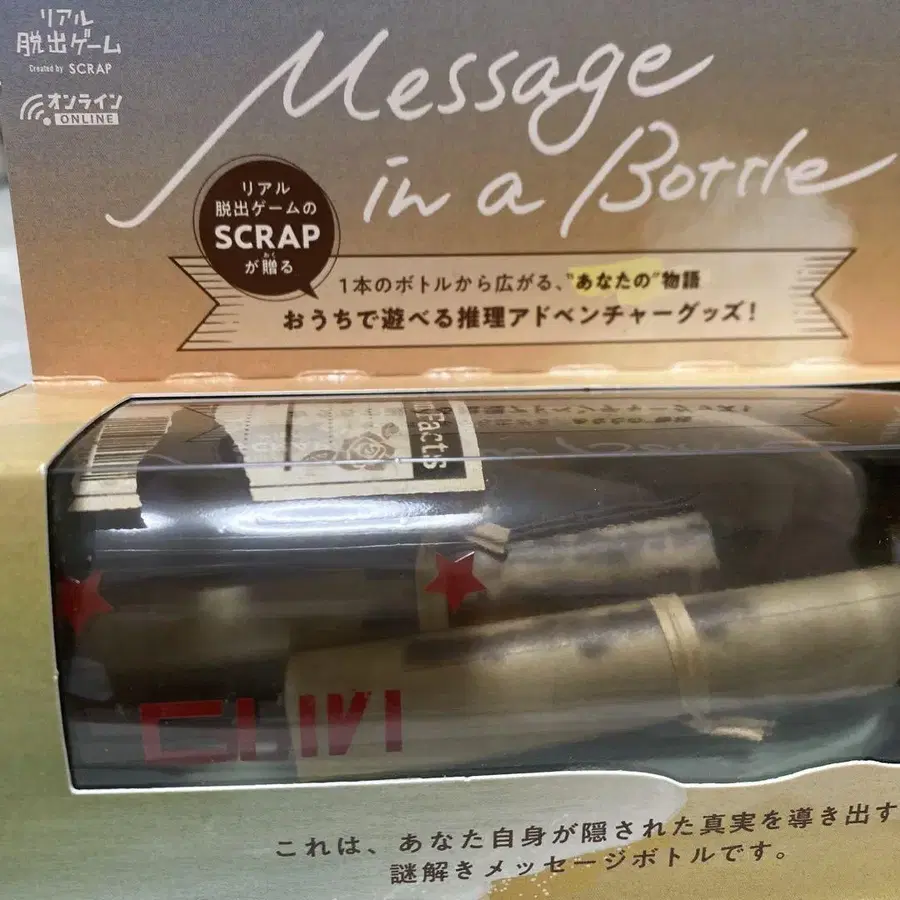 リアル
脱出ゲーム
Created by SCRAP
オンライン
ONLINE
Message
in a Bottle
リアル
脱出ゲームの
SCRAP
が贈る
おく
1本のボトルから広がる、“あなたの”物語
おうちで遊べる推理アドベンチャーグッズ!
Facts
これは、あなた自身が隠された真実を導き出す
謎解きメッセージボトルです。